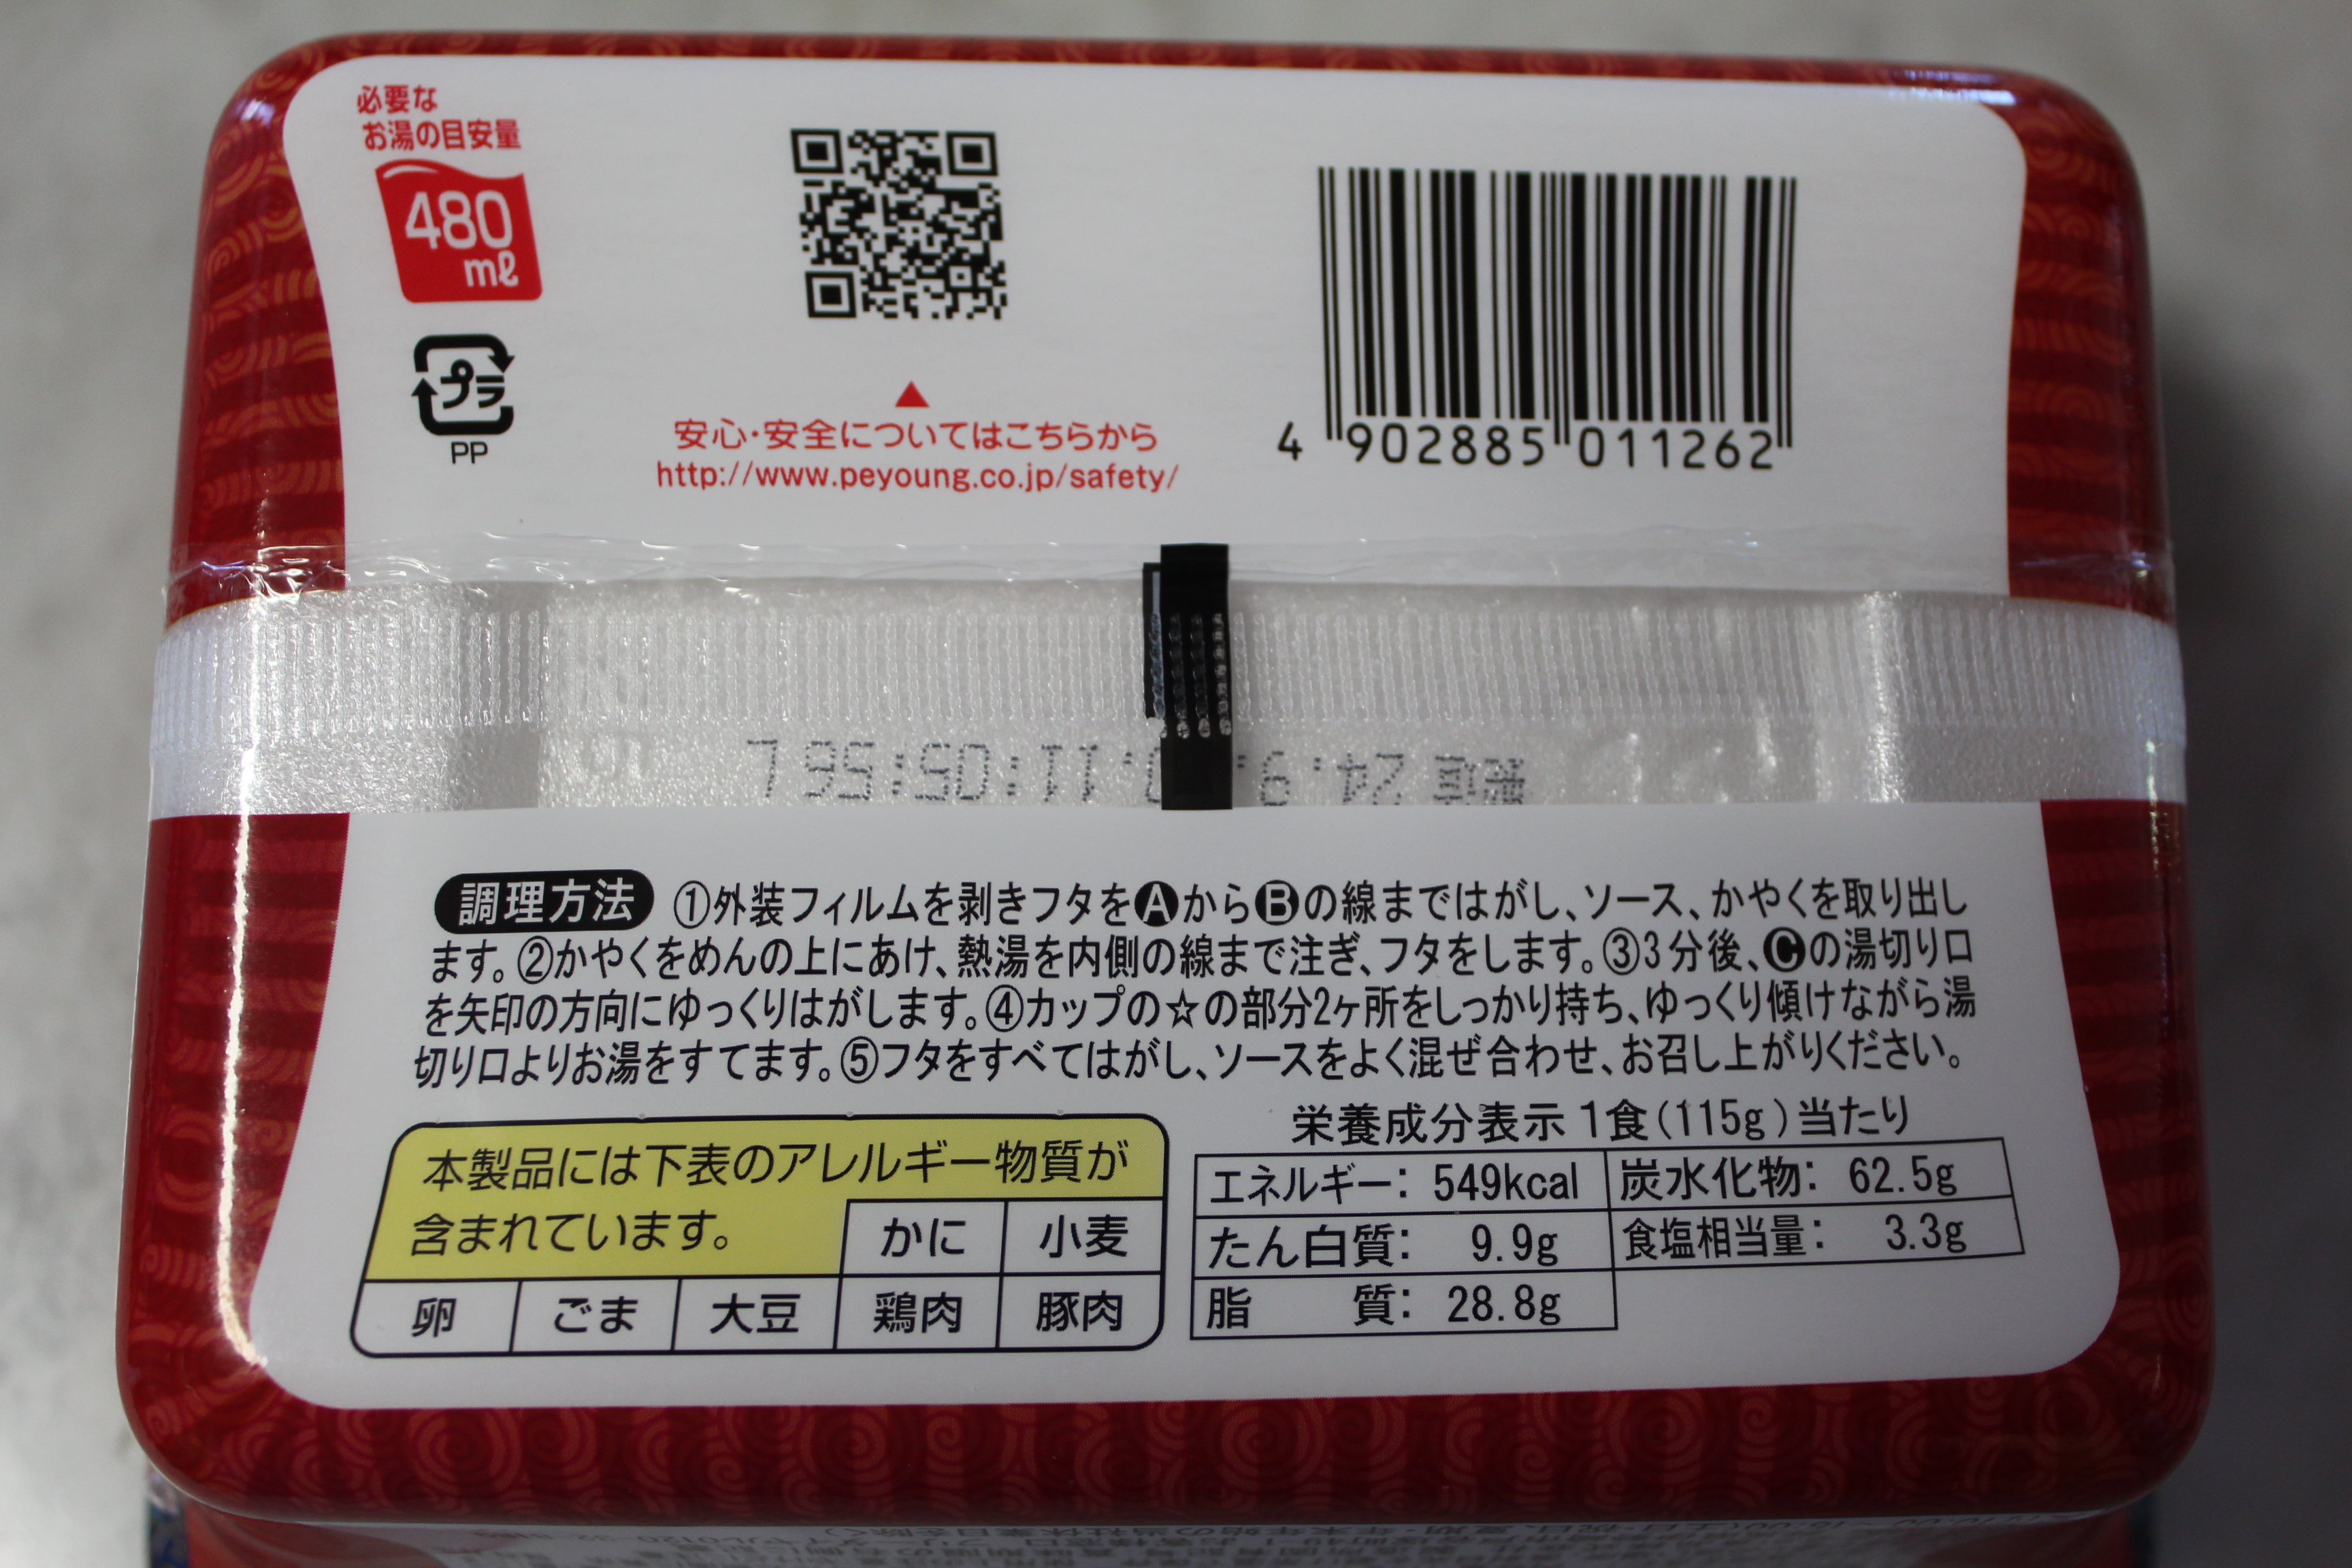 必要な
お湯の目安量
480
mℓ
プラ
PP
安心・安全についてはこちらから
http://www.peyoung.co.jp/safety/
4 902885 011262
調理方法 ①外装フィルムを剥きフタをⒶからⒷの線まではがし、ソース、かやくを取り出し
ます。②かやくをめんの上にあけ、熱湯を内側の線まで注ぎ、フタをします。③3分後、Ⓒの湯切り口
を矢印の方向にゆっくりはがします。④カップの☆の部分2ヶ所をしっかり持ち、ゆっくり傾けながら湯
切り口よりお湯をすてます。⑤フタをすべてはがし、ソースをよく混ぜ合わせ、お召し上がりください。
本製品には下表のアレルギー物質が
含まれています。
かに 小麦
卵 ごま 大豆 鶏肉 豚肉
栄養成分表示 1食(115g)当たり
エネルギー: 549kcal 炭水化物: 62.5g
たん白質: 9.9g 食塩相当量: 3.3g
脂 質: 28.8g